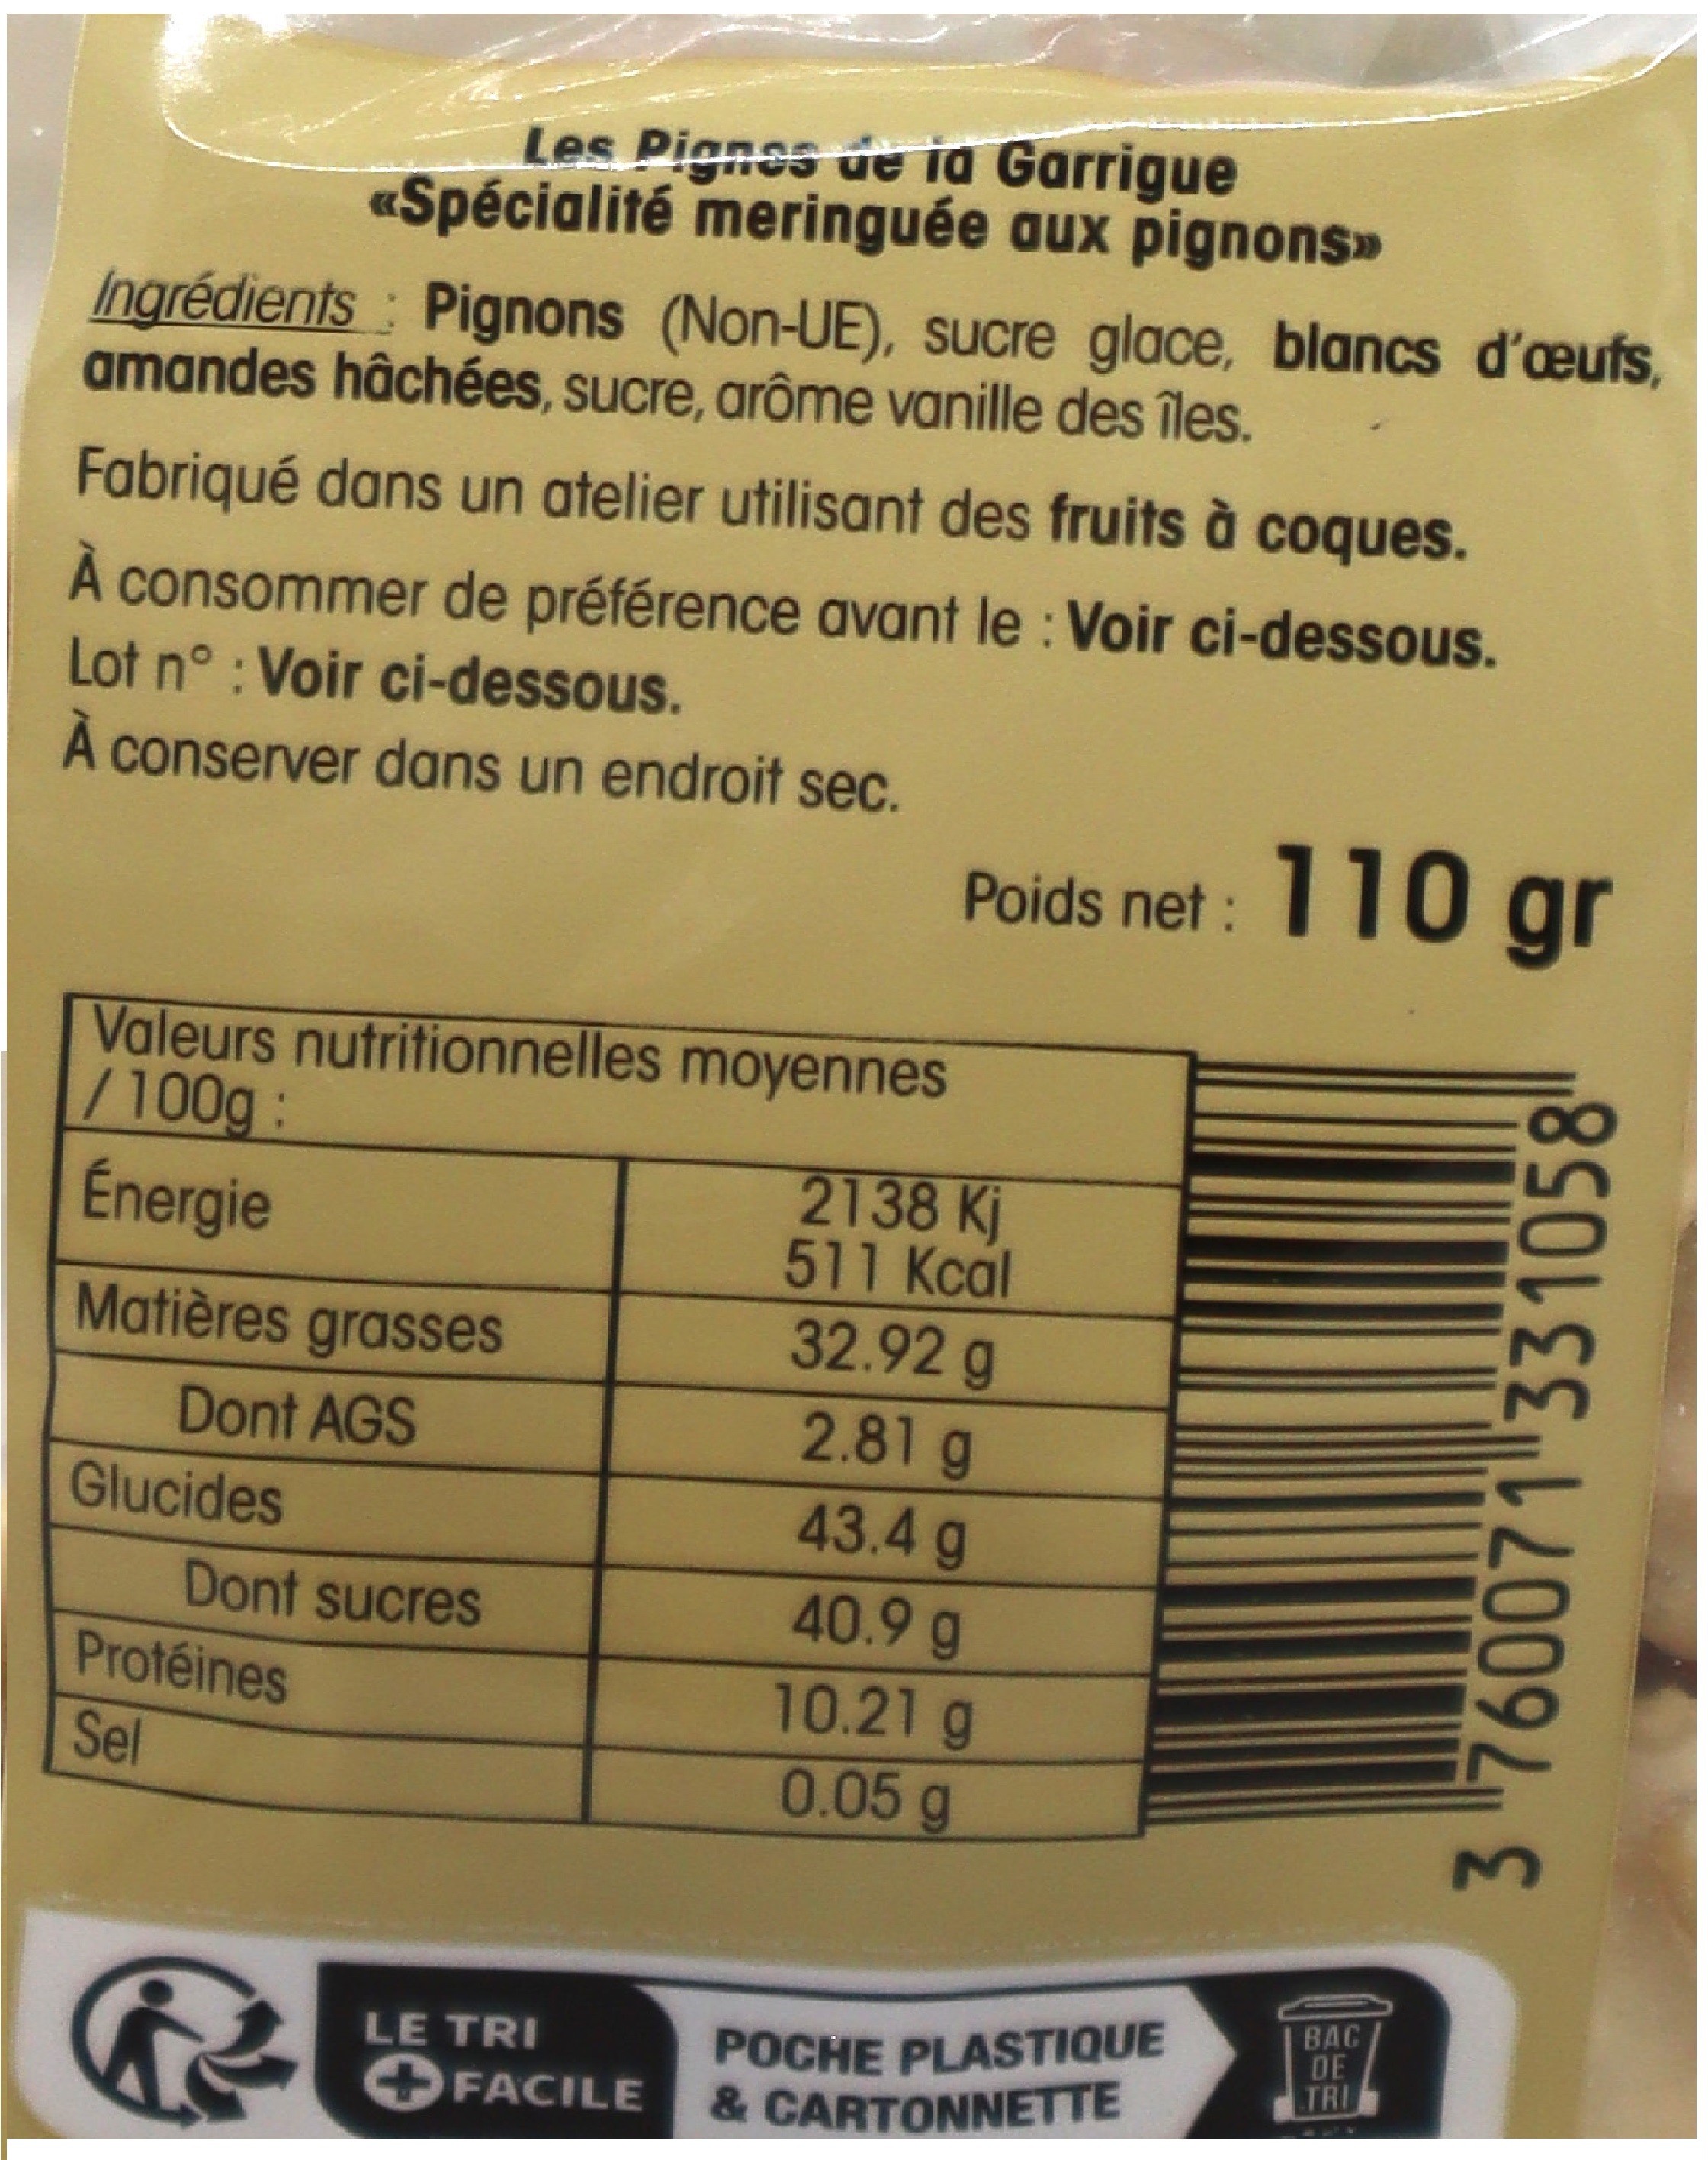 Les Pignes de la Garrigue
«Spécialité meringuée aux pignons»
Ingrédients : Pignons (Non-UE), sucre glace, blancs d'œufs,
amandes hâchées, sucre, arôme vanille des îles.
Fabriqué dans un atelier utilisant des fruits à coques.
À consommer de préférence avant le : Voir ci-dessous.
Lot n° : Voir ci-dessous.
À conserver dans un endroit sec.
Poids net : 110 gr
Valeurs nutritionnelles moyennes
/ 100g :
Énergie 2138 Kj
511 Kcal
Matières grasses 32.92 g
Dont AGS 2.81 g
Glucides 43.4 g
Dont sucres 40.9 g
Protéines 10.21 g
Sel 0.05 g
3 760071 331058
LE TRI
+ FACILE
POCHE PLASTIQUE
& CARTONNETTE
BAC
DE
TRI